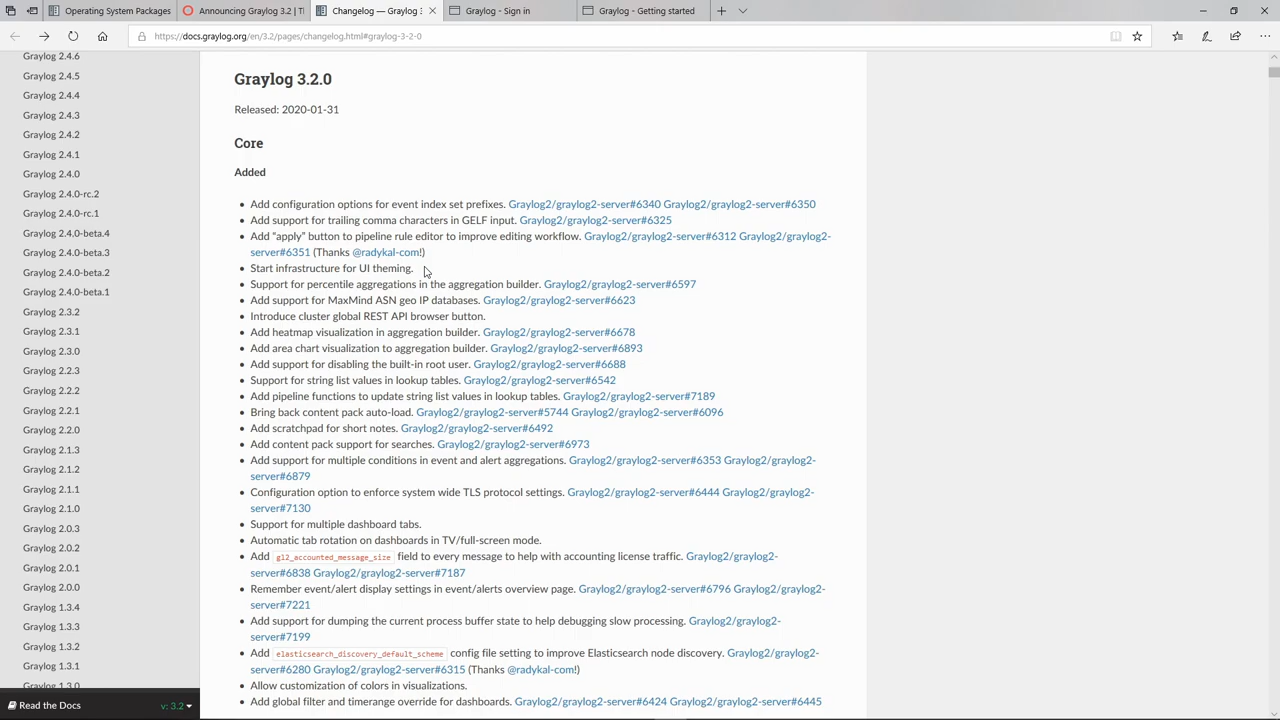 Operating System Packages
Announcing Graylog 3.2 | Tl
Changelog — Graylog 3
Graylog - Sign in
Graylog - Getting started
https://docs.graylog.org/en/3.2/pages/changelog.html#graylog-3-2-0
Graylog 2.4.6
Graylog 2.4.5
Graylog 2.4.4
Graylog 2.4.3
Graylog 2.4.2
Graylog 2.4.1
Graylog 2.4.0
Graylog 2.4.0-rc.2
Graylog 2.4.0-rc.1
Graylog 2.4.0-beta.4
Graylog 2.4.0-beta.3
Graylog 2.4.0-beta.2
Graylog 2.4.0-beta.1
Graylog 2.3.2
Graylog 2.3.1
Graylog 2.3.0
Graylog 2.2.3
Graylog 2.2.2
Graylog 2.2.1
Graylog 2.2.0
Graylog 2.1.3
Graylog 2.1.2
Graylog 2.1.1
Graylog 2.1.0
Graylog 2.0.3
Graylog 2.0.2
Graylog 2.0.1
Graylog 2.0.0
Graylog 1.3.4
Graylog 1.3.3
Graylog 1.3.2
Graylog 1.3.1
Graylog 1.3.0
Read the Docs
v: 3.2
Graylog 3.2.0
Released: 2020-01-31
Core
Added
• Add configuration options for event index set prefixes. Graylog2/graylog2-server#6340 Graylog2/graylog2-server#6350
• Add support for trailing comma characters in GELF input. Graylog2/graylog2-server#6325
• Add “apply” button to pipeline rule editor to improve editing workflow. Graylog2/graylog2-server#6312 Graylog2/graylog2-
server#6351 (Thanks @radykal-com!)
• Start infrastructure for UI theming.
• Support for percentile aggregations in the aggregation builder. Graylog2/graylog2-server#6597
• Add support for MaxMind ASN geo IP databases. Graylog2/graylog2-server#6623
• Introduce cluster global REST API browser button.
• Add heatmap visualization in aggregation builder. Graylog2/graylog2-server#6678
• Add area chart visualization to aggregation builder. Graylog2/graylog2-server#6893
• Add support for disabling the built-in root user. Graylog2/graylog2-server#6688
• Support for string list values in lookup tables. Graylog2/graylog2-server#6542
• Add pipeline functions to update string list values in lookup tables. Graylog2/graylog2-server#7189
• Bring back content pack auto-load. Graylog2/graylog2-server#5744 Graylog2/graylog2-server#6096
• Add scratchpad for short notes. Graylog2/graylog2-server#6492
• Add content pack support for searches. Graylog2/graylog2-server#6973
• Add support for multiple conditions in event and alert aggregations. Graylog2/graylog2-server#6353 Graylog2/graylog2-
server#6879
• Configuration option to enforce system wide TLS protocol settings. Graylog2/graylog2-server#6444 Graylog2/graylog2-
server#7130
• Support for multiple dashboard tabs.
• Automatic tab rotation on dashboards in TV/full-screen mode.
• Add gl2_accounted_message_size field to every message to help with accounting license traffic. Graylog2/graylog2-
server#6838 Graylog2/graylog2-server#7187
• Remember event/alert display settings in event/alerts overview page. Graylog2/graylog2-server#6796 Graylog2/graylog2-
server#7221
• Add support for dumping the current process buffer state to help debugging slow processing. Graylog2/graylog2-
server#7199
• Add elasticsearch_discovery_default_scheme config file setting to improve Elasticsearch node discovery. Graylog2/graylog2-
server#6280 Graylog2/graylog2-server#6315 (Thanks @radykal-com!)
• Allow customization of colors in visualizations.
• Add global filter and timerange override for dashboards. Graylog2/graylog2-server#6424 Graylog2/graylog2-server#6445